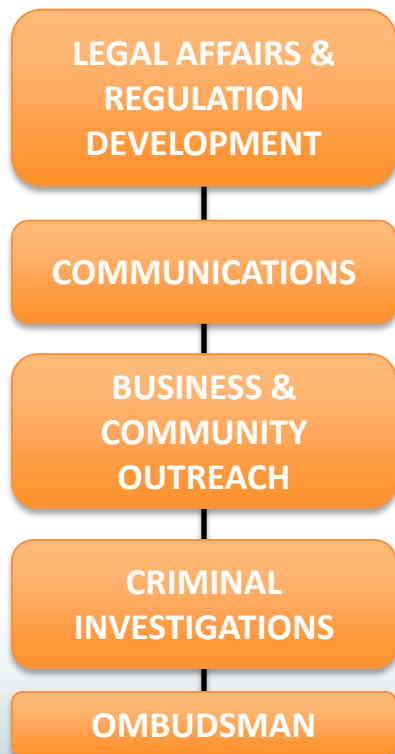 LEGAL AFFAIRS &
REGULATION
DEVELOPMENT
COMMUNICATIONS
BUSINESS &
COMMUNITY
OUTREACH
CRIMINAL
INVESTIGATIONS
OMBUDSMAN